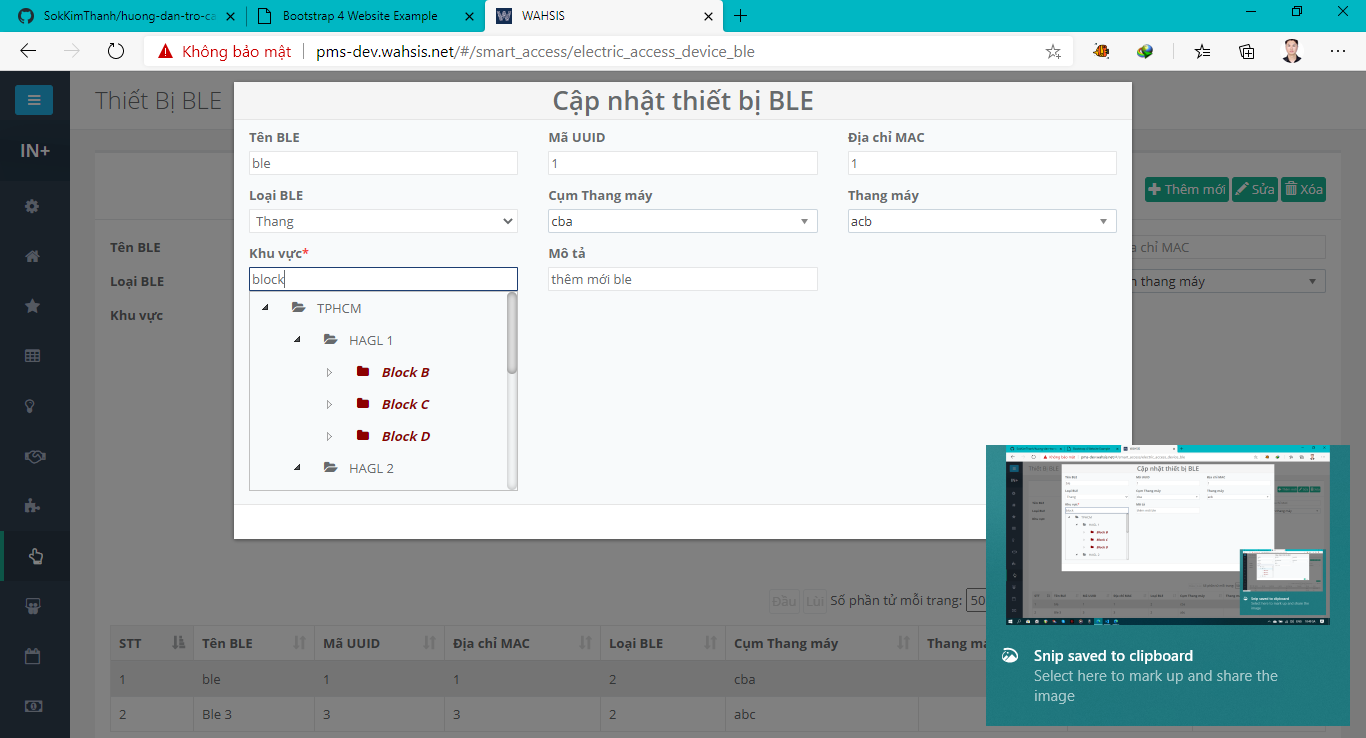 SokKimThanh/huong-dan-tro-ca
Bootstrap 4 Website Example
WAHSIS
Không bảo mật
pms-dev.wahsis.net/#/smart_access/electric_access_device_ble
Thiết Bị BLE
IN+
Cập nhật thiết bị BLE
Tên BLE
Mã UUID
Địa chỉ MAC
ble
1
1
Loại BLE
Cụm Thang máy
Thang máy
Thang
cba
acb
Khu vực*
Mô tả
block
thêm mới ble
TPHCM
HAGL 1
Block B
Block C
Block D
HAGL 2
Thêm mới
Sửa
Xóa
Tên BLE
a chỉ MAC
Loại BLE
thang máy
Khu vực
Đầu
Lùi
Số phần tử mỗi trang:
50
STT
Tên BLE
Mã UUID
Địa chỉ MAC
Loại BLE
Cụm Thang máy
1
ble
1
1
2
cba
2
Ble 3
3
3
2
abc
Snip saved to clipboard
Select here to mark up and share the
image